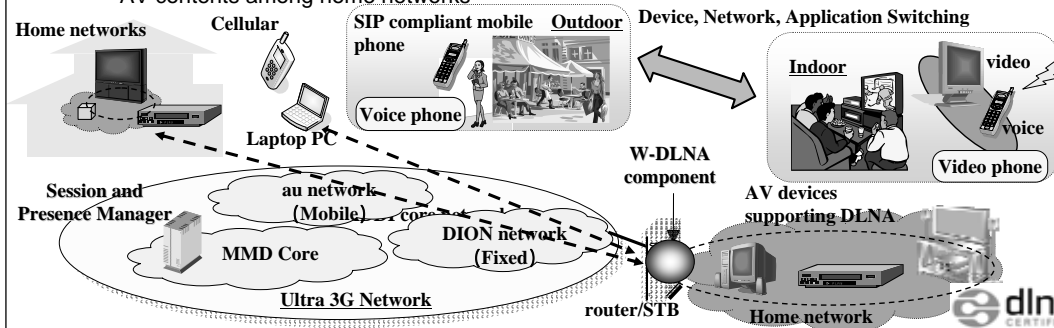 AV contents among home networks
Home networks
Cellular
SIP compliant mobile
phone
Outdoor
Device, Network, Application Switching
Indoor
video
voice
Voice phone
Video phone
Laptop PC
W-DLNA
component
Session and
Presence Manager
au network
(Mobile)
AV devices
supporting DLNA
MMD Core
DION network
(Fixed)
Ultra 3G Network
router/STB
Home network
dln
CERTIFI